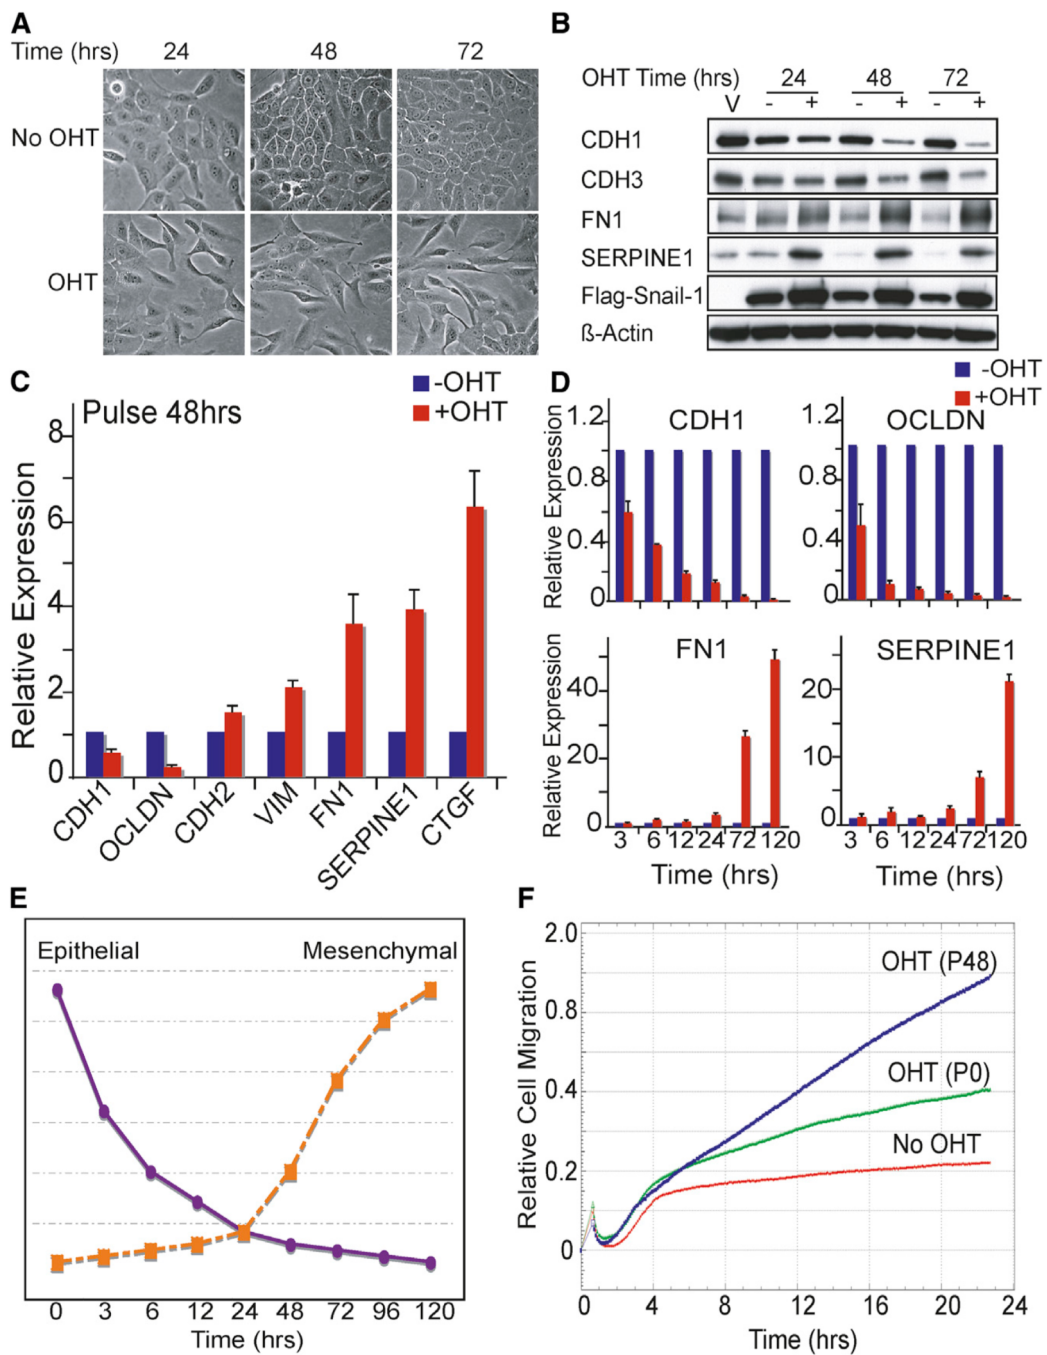 A
Time (hrs) 24 48 72
No OHT
OHT
B
OHT Time (hrs) 24 48 72
V - + - + - +
CDH1
CDH3
FN1
SERPINE1
Flag-Snail-1
ß-Actin
C
-OHT
+OHT
Pulse 48hrs
Relative Expression
8
6
4
2
0
CDH1 OCLDN CDH2 VIM FN1 SERPINE1 CTGF
D
-OHT
+OHT
CDH1
Relative Expression
1.2
0.8
0.4
0
OCLDN
1.2
0.8
0.4
0
FN1
Relative Expression
40
20
0
3 6 12 24 72 120
Time (hrs)
SERPINE1
20
10
0
3 6 12 24 72 120
Time (hrs)
E
Epithelial Mesenchymal
0 3 6 12 24 48 72 96 120
Time (hrs)
F
Relative Cell Migration
2.0
0.8
0.4
0.2
0
OHT (P48)
OHT (P0)
No OHT
0 4 8 12 16 20 24
Time (hrs)